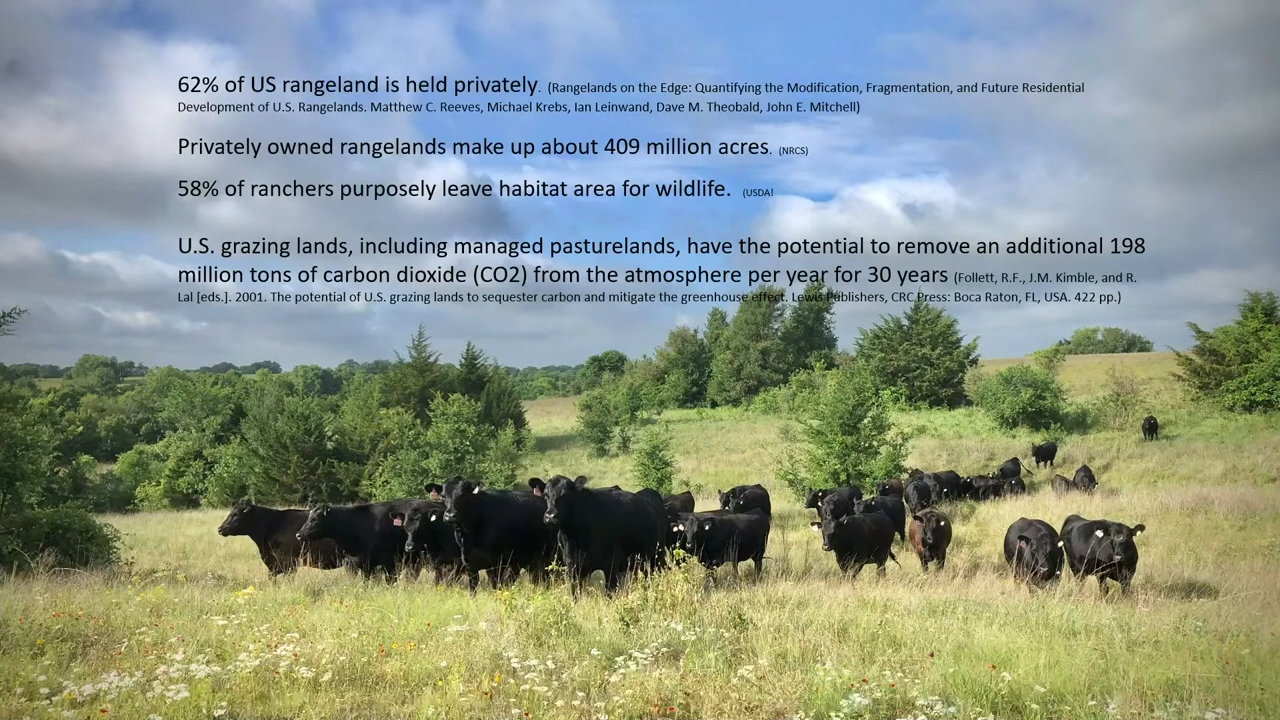 62% of US rangeland is held privately. (Rangelands on the Edge: Quantifying the Modification, Fragmentation, and Future Residential
Development of U.S. Rangelands. Matthew C. Reeves, Michael Krebs, Ian Leinwand, Dave M. Theobald, John E. Mitchell)
Privately owned rangelands make up about 409 million acres. (NRCS)
58% of ranchers purposely leave habitat area for wildlife. (USDA!
U.S. grazing lands, including managed pasturelands, have the potential to remove an additional 198
million tons of carbon dioxide (CO2) from the atmosphere per year for 30 years (Follett, R.F., J.M. Kimble, and R.
Lal [eds.]. 2001. The potential of U.S. grazing lands to sequester carbon and mitigate the greenhouse effect. Lewis Publishers, CRC Press: Boca Raton, FL, USA. 422 pp.)